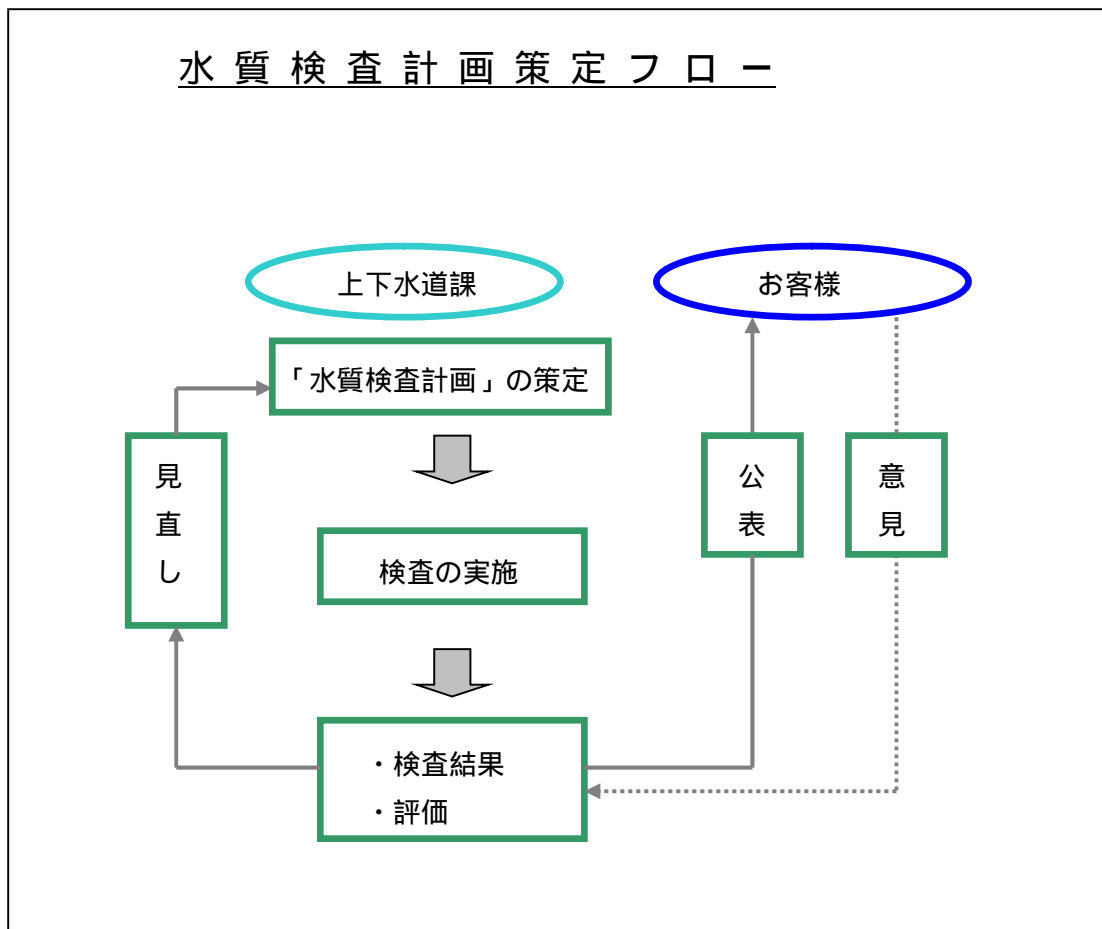 水質検査計画策定フロー
上下水道課
お客様
「水質検査計画」の策定
見直し
公表
意見
検査の実施
・検査結果
・評価